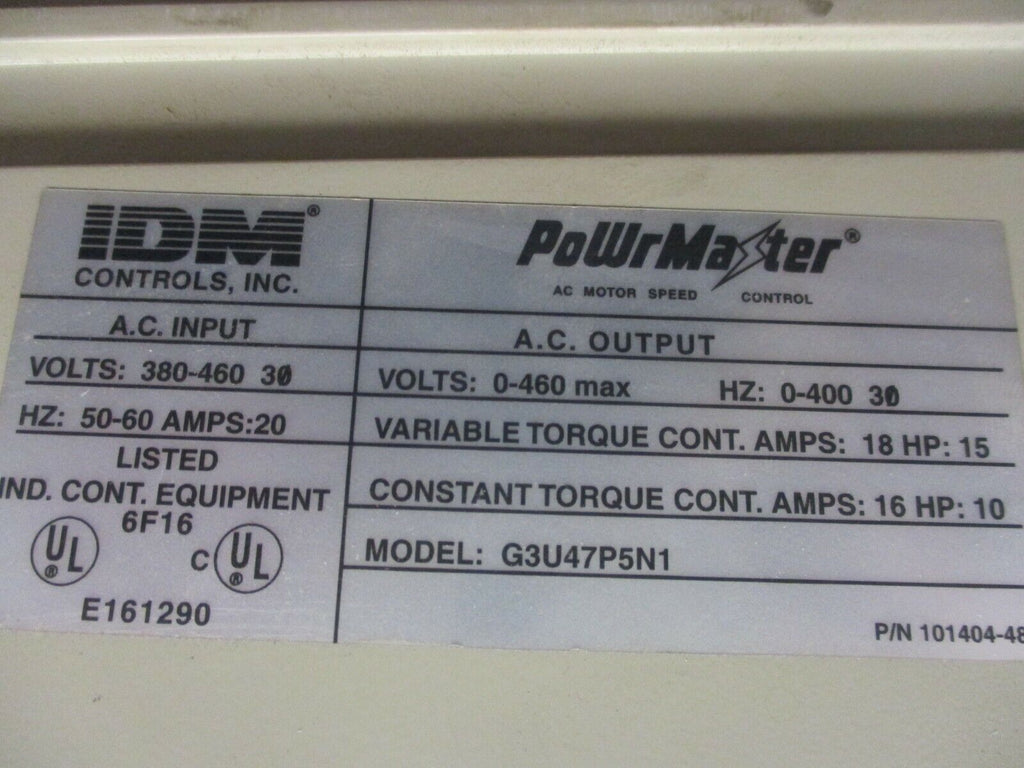 IDM®
CONTROLS, INC.
A.C. INPUT
VOLTS: 380-460 3Ø
HZ: 50-60 AMPS:20
LISTED
IND. CONT. EQUIPMENT
6F16
UL® C UL®
E161290
PoWrMaster®
AC MOTOR SPEED CONTROL
A.C. OUTPUT
VOLTS: 0-460 max HZ: 0-400 3Ø
VARIABLE TORQUE CONT. AMPS: 18 HP: 15
CONSTANT TORQUE CONT. AMPS: 16 HP: 10
MODEL: G3U47P5N1
P/N 101404-48